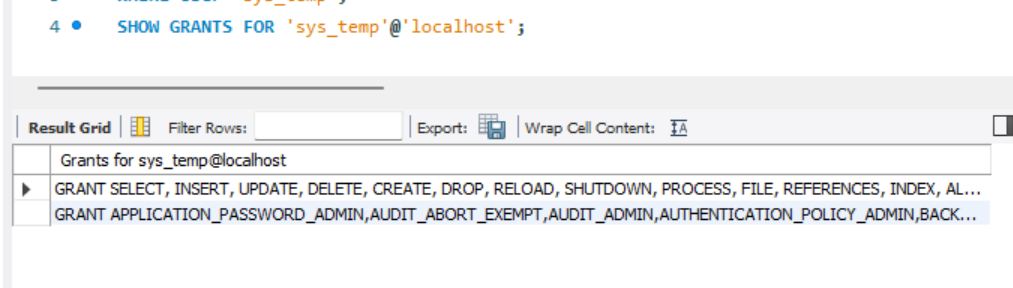 4 SHOW GRANTS FOR 'sys_temp'@'localhost';
Result Grid Filter Rows: Export: Wrap Cell Content: IA
Grants for sys_temp@localhost
GRANT SELECT, INSERT, UPDATE, DELETE, CREATE, DROP, RELOAD, SHUTDOWN, PROCESS, FILE, REFERENCES, INDEX, AL...
GRANT APPLICATION_PASSWORD_ADMIN,AUDIT_ABORT_EXEMPT,AUDIT_ADMIN,AUTHENTICATION_POLICY_ADMIN,BACK...